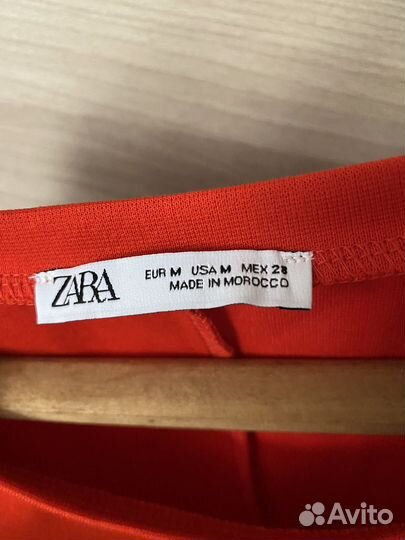 ZARA
EUR M USA M MEX 28
MADE IN MOROCCO
Avito